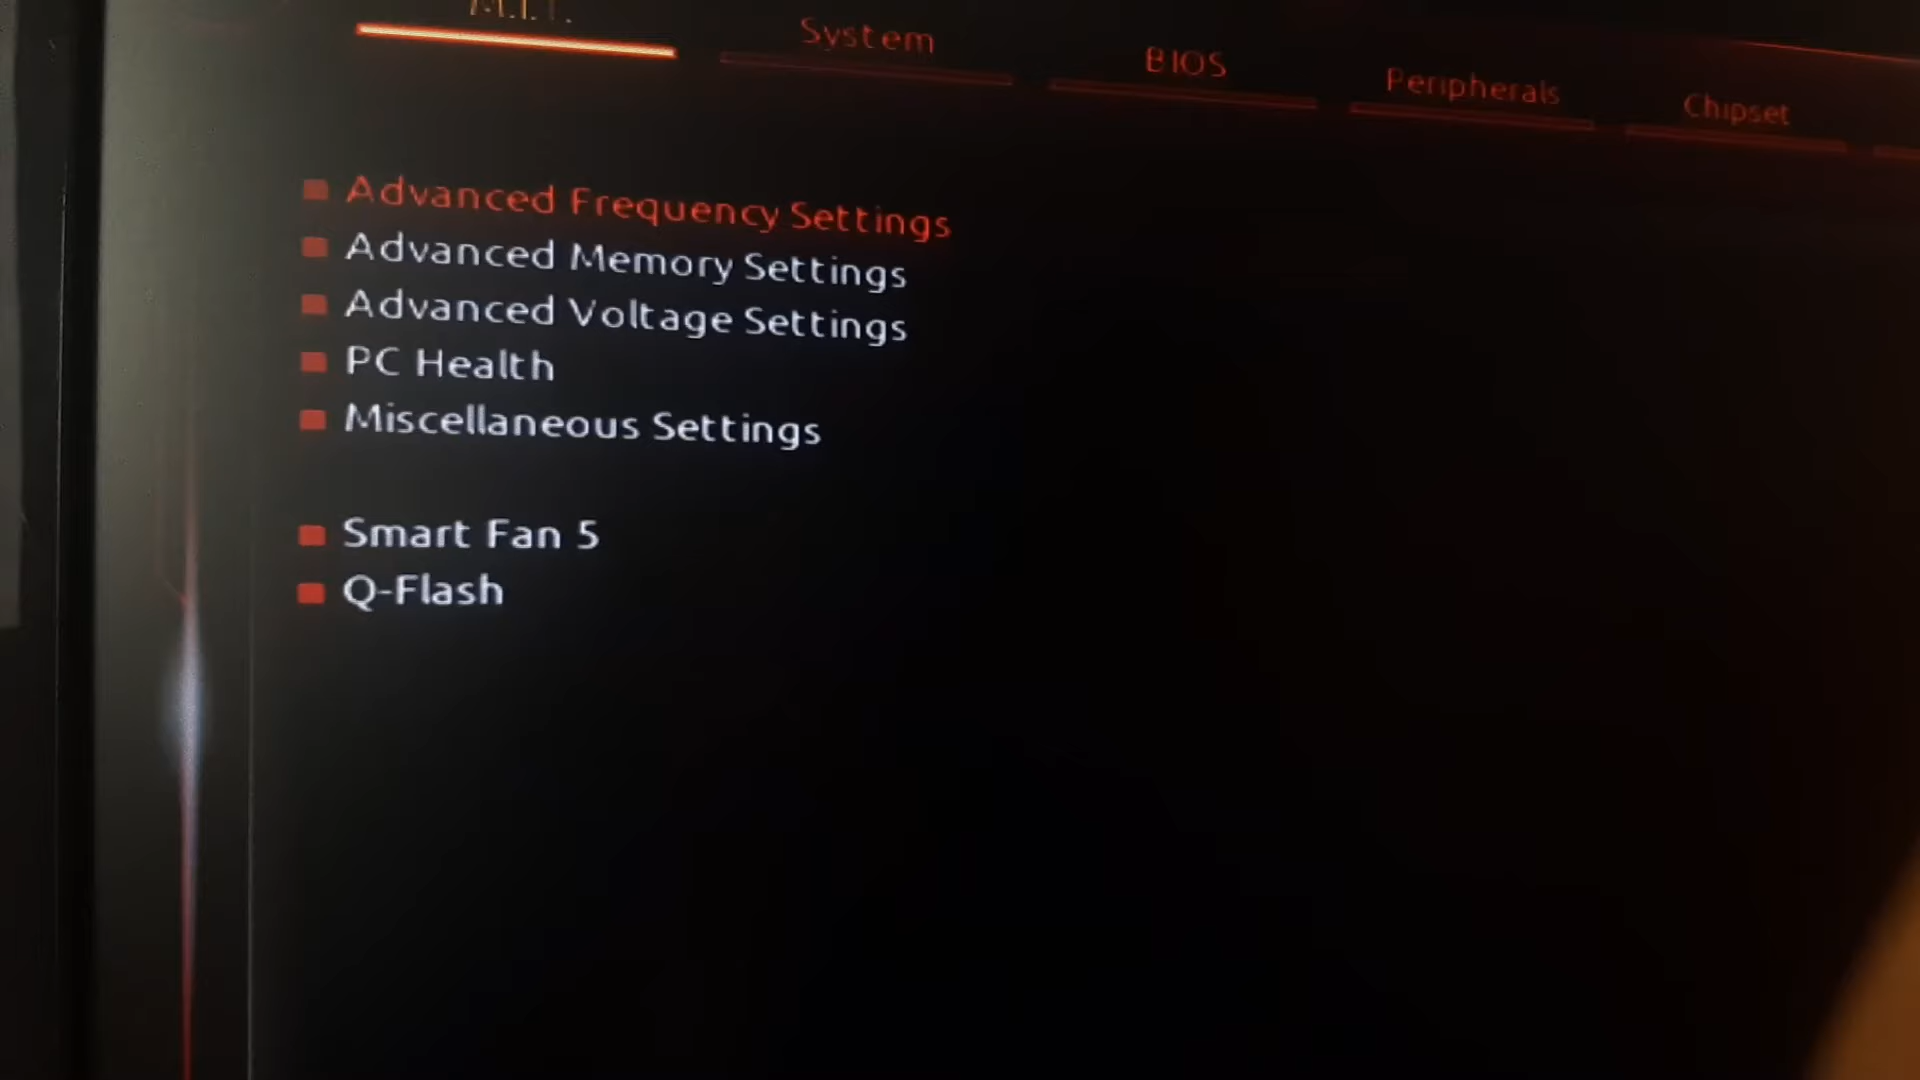 M.I.T.
System
BIOS
Peripherals
Chipset
Advanced Frequency Settings
Advanced Memory Settings
Advanced Voltage Settings
PC Health
Miscellaneous Settings
Smart Fan 5
Q-Flash